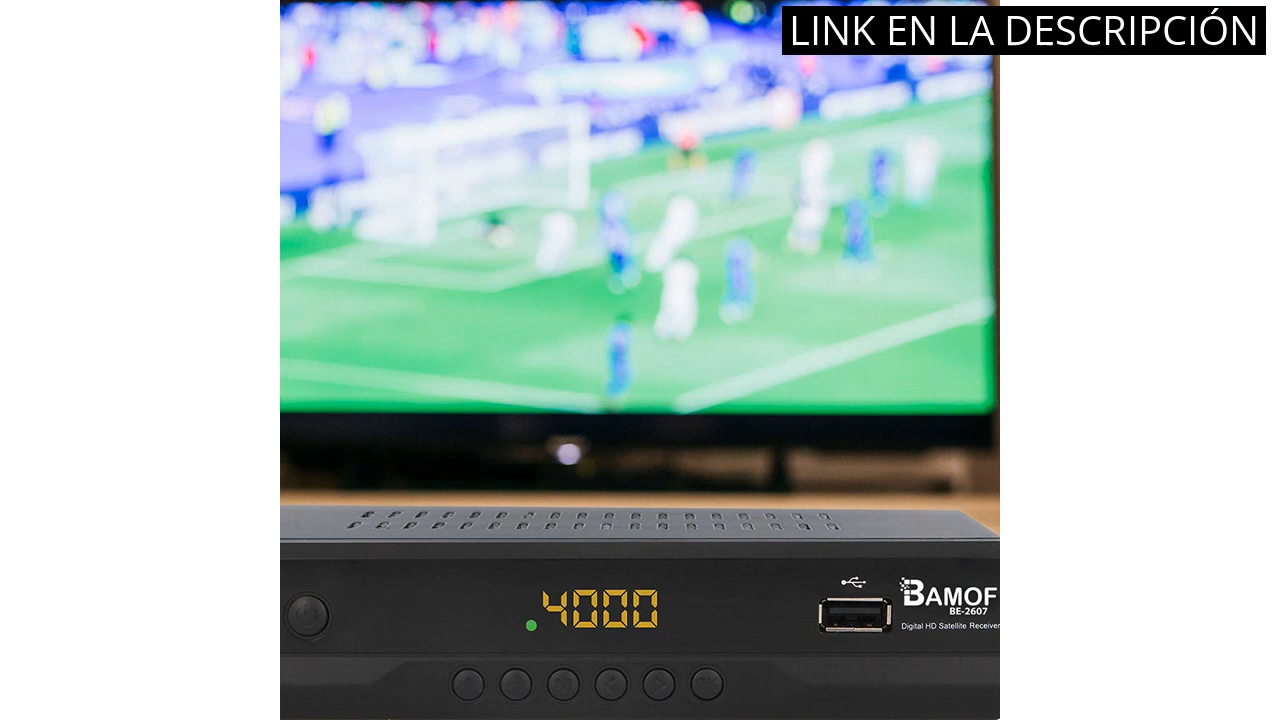 LINK EN LA DESCRIPCIÓN
4000
BAMOF
BE-2607
Digital HD Satellite Receiver